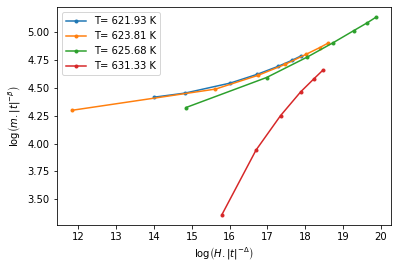 T= 621.93 K
T= 623.81 K
T= 625.68 K
T= 631.33 K
5.00
4.75
4.50
4.25
4.00
3.75
3.50
log(m.|t|^{-β})
12 13 14 15 16 17 18 19 20
log(H.|t|^{-Δ})